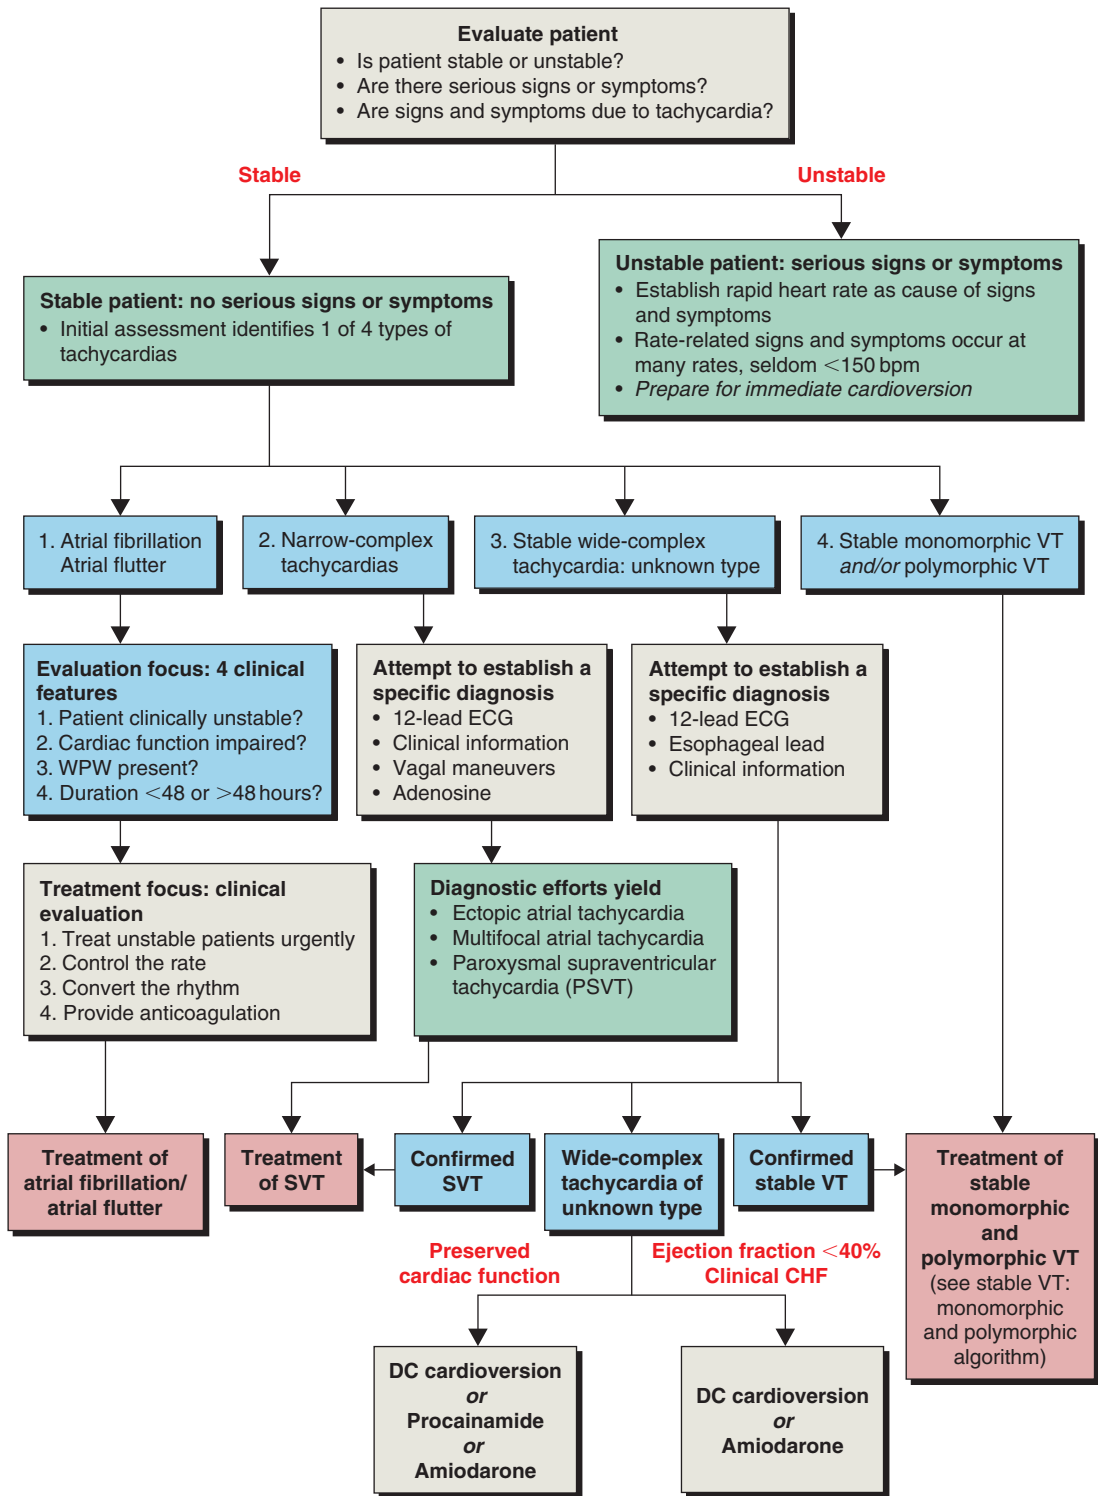 Evaluate patient
• Is patient stable or unstable?
• Are there serious signs or symptoms?
• Are signs and symptoms due to tachycardia?
Stable
Unstable
Stable patient: no serious signs or symptoms
• Initial assessment identifies 1 of 4 types of
tachycardias
Unstable patient: serious signs or symptoms
• Establish rapid heart rate as cause of signs
and symptoms
• Rate-related signs and symptoms occur at
many rates, seldom <150 bpm
• Prepare for immediate cardioversion
1. Atrial fibrillation
Atrial flutter
2. Narrow-complex
tachycardias
3. Stable wide-complex
tachycardia: unknown type
4. Stable monomorphic VT
and/or polymorphic VT
Evaluation focus: 4 clinical
features
1. Patient clinically unstable?
2. Cardiac function impaired?
3. WPW present?
4. Duration <48 or >48 hours?
Attempt to establish a
specific diagnosis
• 12-lead ECG
• Clinical information
• Vagal maneuvers
• Adenosine
Attempt to establish a
specific diagnosis
• 12-lead ECG
• Esophageal lead
• Clinical information
Treatment focus: clinical
evaluation
1. Treat unstable patients urgently
2. Control the rate
3. Convert the rhythm
4. Provide anticoagulation
Diagnostic efforts yield
• Ectopic atrial tachycardia
• Multifocal atrial tachycardia
• Paroxysmal supraventricular
tachycardia (PSVT)
Treatment of
atrial fibrillation/
atrial flutter
Treatment
of SVT
Confirmed
SVT
Wide-complex
tachycardia of
unknown type
Confirmed
stable VT
Treatment of
stable
monomorphic
and
polymorphic VT
(see stable VT:
monomorphic
and polymorphic
algorithm)
Preserved
cardiac function
Ejection fraction <40%
Clinical CHF
DC cardioversion
or
Procainamide
or
Amiodarone
DC cardioversion
or
Amiodarone